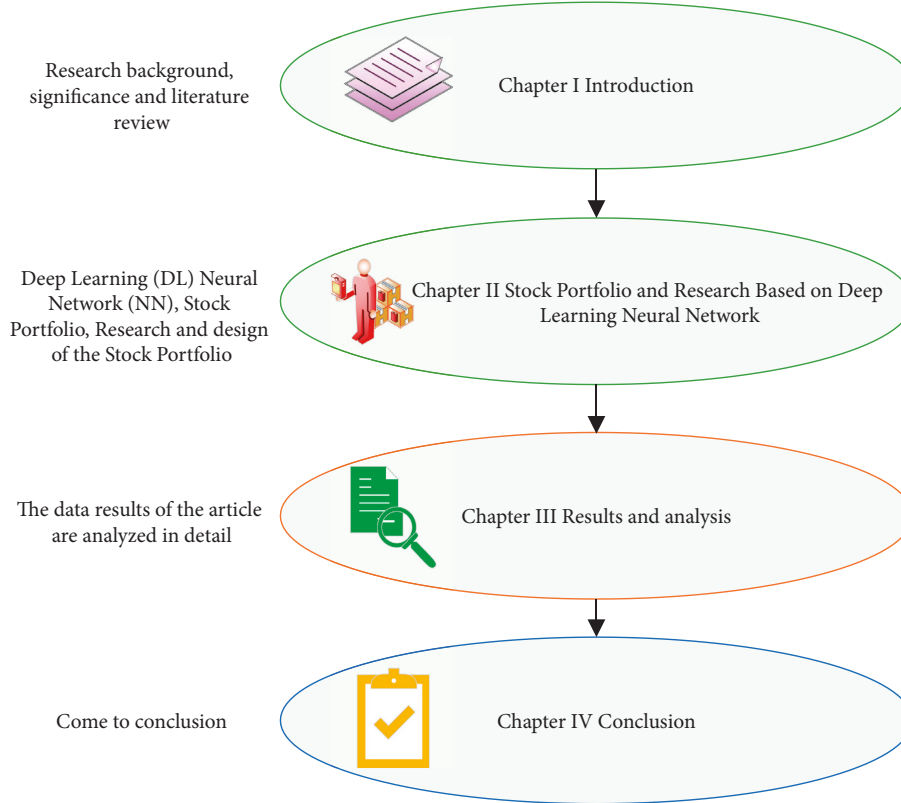 Research background,
significance and literature
review
Chapter I Introduction
Deep Learning (DL) Neural
Network (NN), Stock
Portfolio, Research and design
of the Stock Portfolio
Chapter II Stock Portfolio and Research Based on Deep
Learning Neural Network
The data results of the article
are analyzed in detail
Chapter III Results and analysis
Come to conclusion
Chapter IV Conclusion